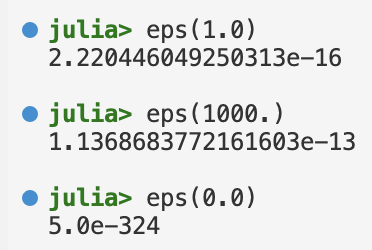 julia> eps(1.0)
2.220446049250313e-16
julia> eps(1000.)
1.1368683772161603e-13
julia> eps(0.0)
5.0e-324